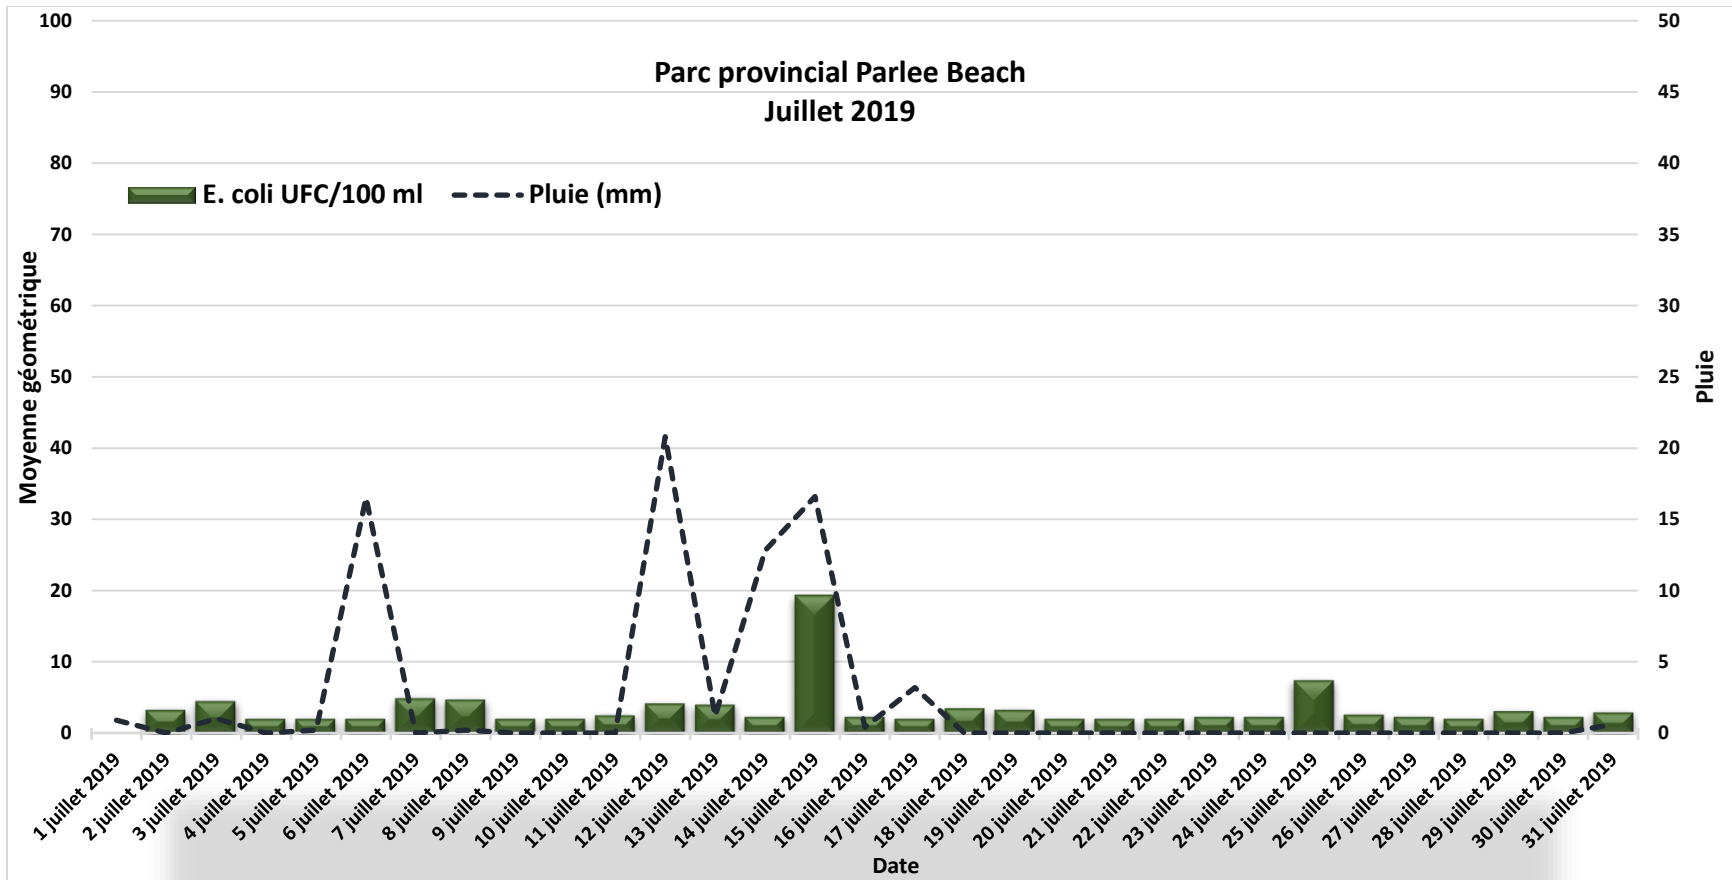 Parc provincial Parlee Beach
Juillet 2019
E. coli UFC/100 ml
Pluie (mm)
Moyenne géométrique
100
90
80
70
60
50
40
30
20
10
0
50
45
40
35
30
25
20
15
10
5
0
Pluie
1 juillet 2019
2 juillet 2019
3 juillet 2019
4 juillet 2019
5 juillet 2019
6 juillet 2019
7 juillet 2019
8 juillet 2019
9 juillet 2019
10 juillet 2019
11 juillet 2019
12 juillet 2019
13 juillet 2019
14 juillet 2019
15 juillet 2019
16 juillet 2019
17 juillet 2019
18 juillet 2019
19 juillet 2019
20 juillet 2019
21 juillet 2019
22 juillet 2019
23 juillet 2019
24 juillet 2019
25 juillet 2019
26 juillet 2019
27 juillet 2019
28 juillet 2019
29 juillet 2019
30 juillet 2019
31 juillet 2019
Date